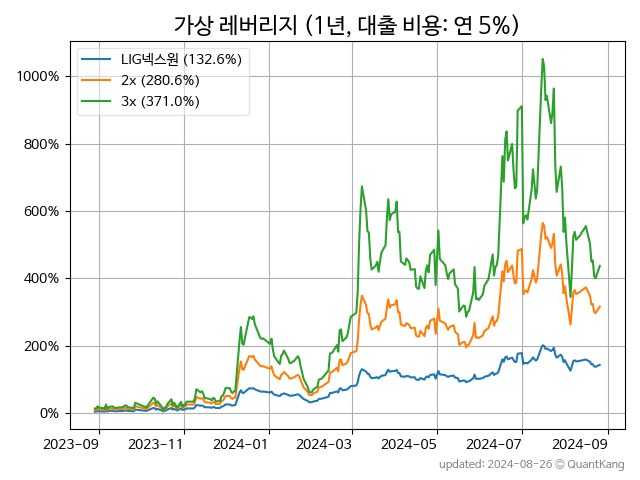 가상 레버리지 (1년, 대출 비용: 연 5%)
LIG넥스원 (132.6%)
2x (280.6%)
3x (371.0%)
1000%
800%
600%
400%
200%
0%
2023-09 2023-11 2024-01 2024-03 2024-05 2024-07 2024-09
updated: 2024-08-26 © QuantKang